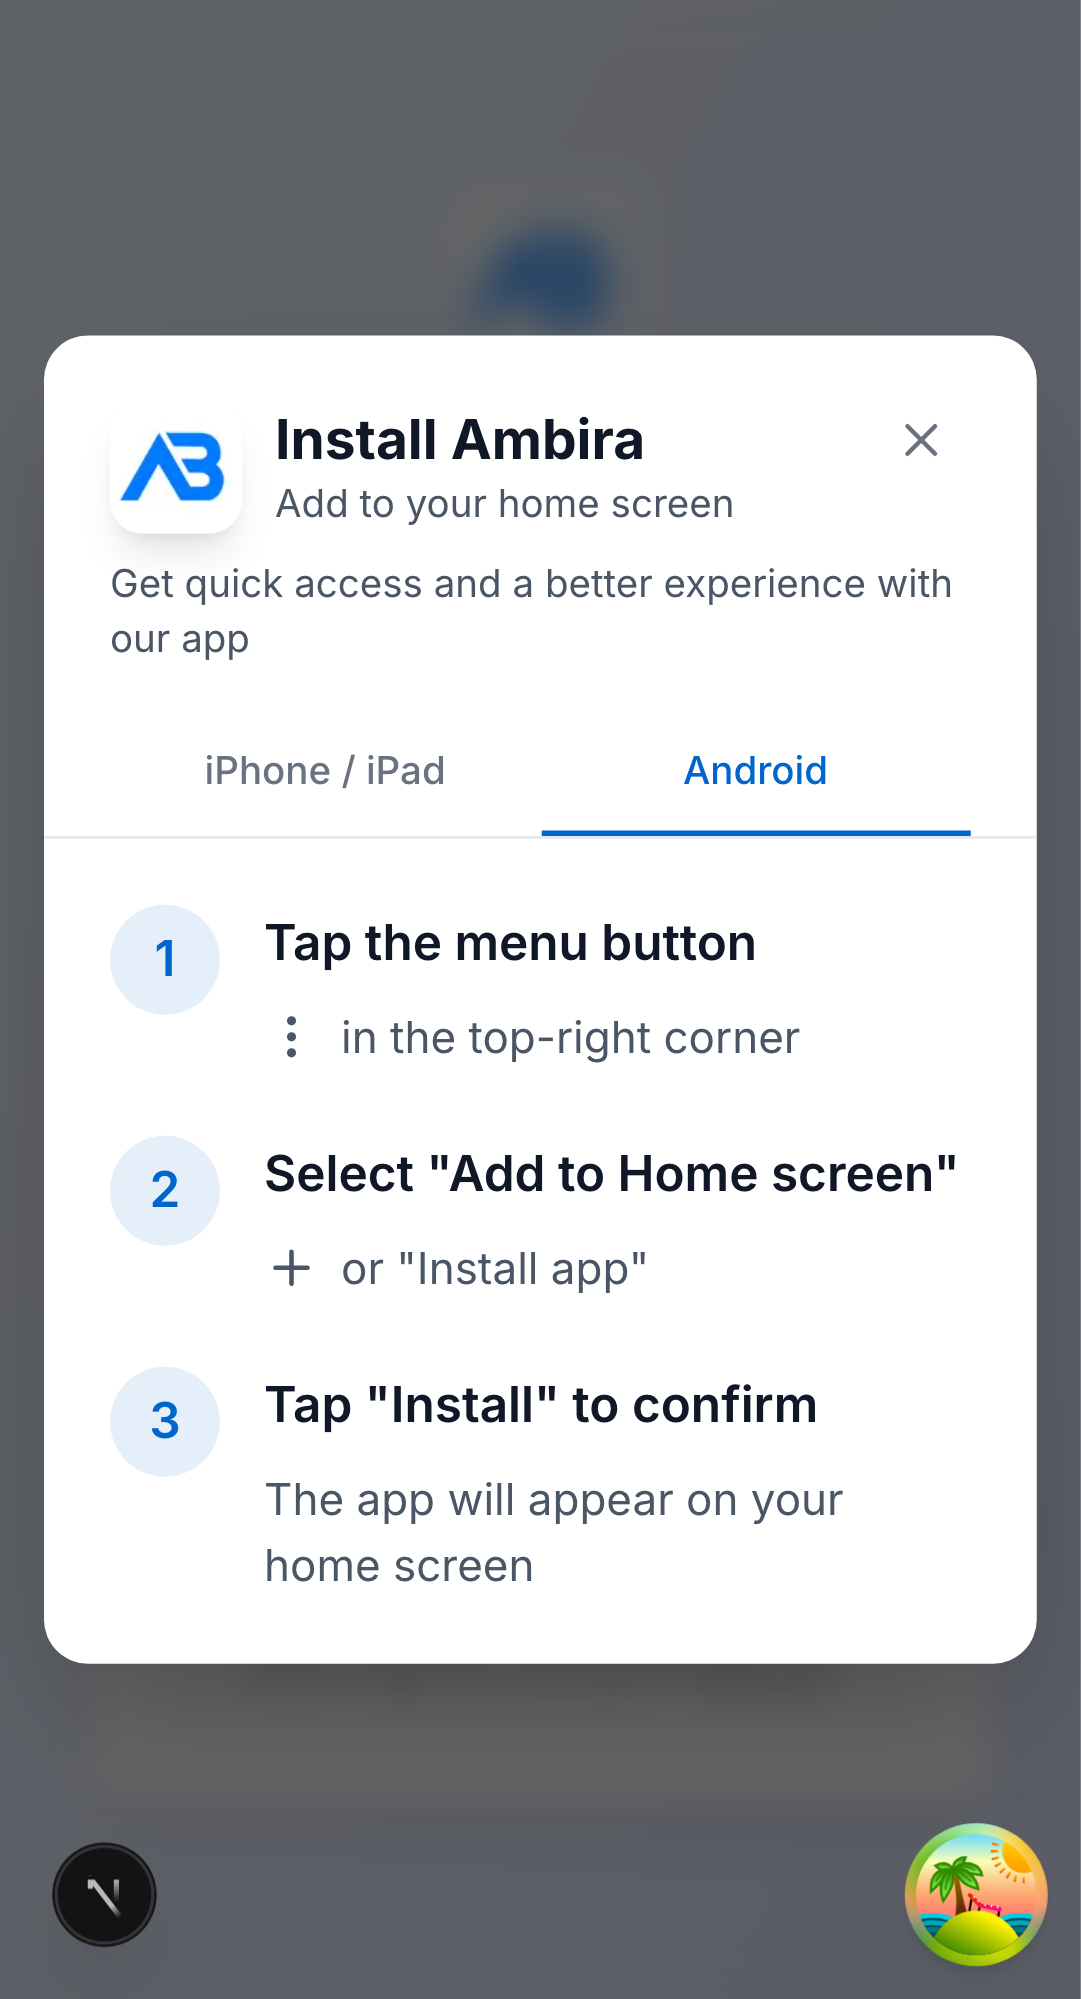 AB
Install Ambira
Add to your home screen
Get quick access and a better experience with
our app
iPhone / iPad
Android
1
Tap the menu button
in the top-right corner
2
Select "Add to Home screen"
or "Install app"
3
Tap "Install" to confirm
The app will appear on your
home screen
N